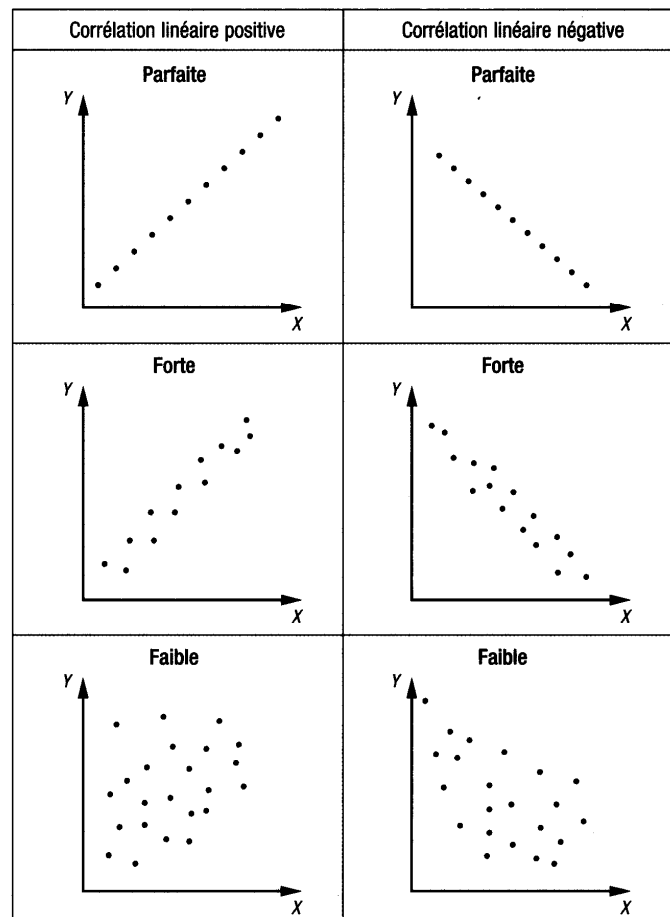 Corrélation linéaire positive
Corrélation linéaire négative
Parfaite
Parfaite
Y
X
Y
X
Forte
Forte
Y
X
Y
X
Faible
Faible
Y
X
Y
X